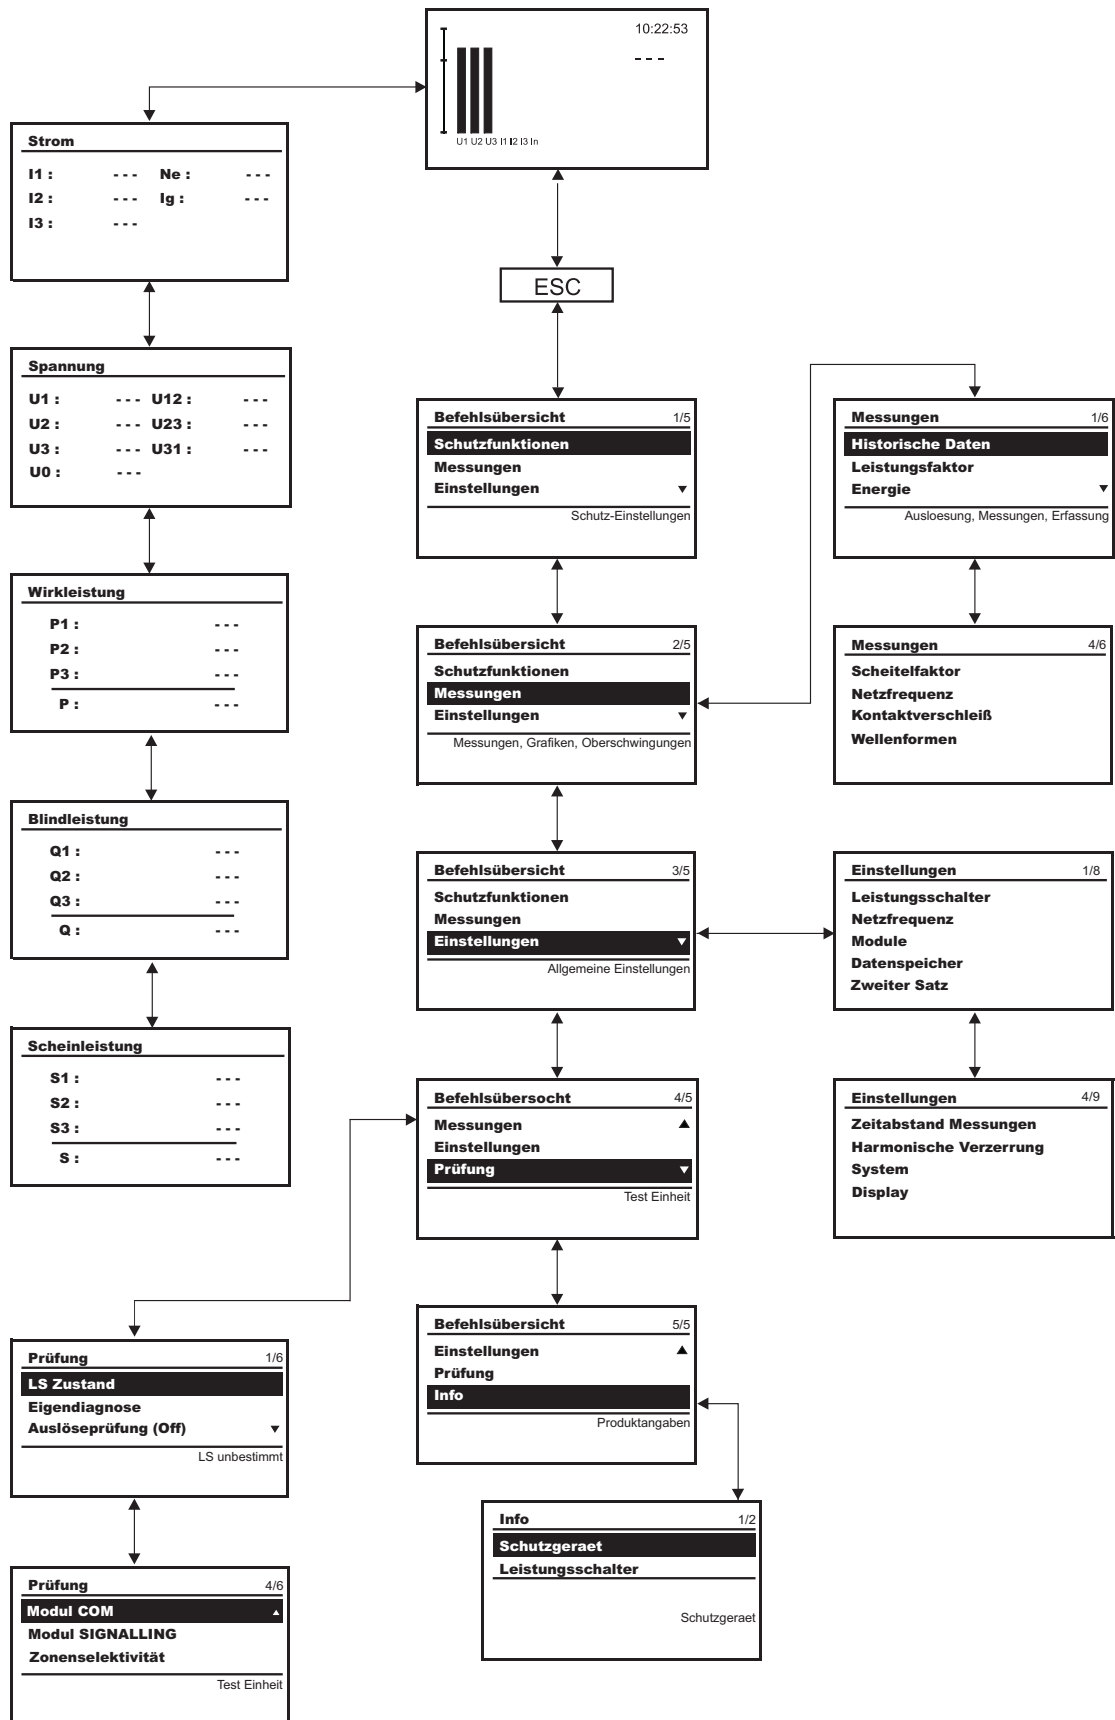 10:22:53
- - -
U1 U2 U3 I1 I2 I3 In
Strom
I1 : - - - Ne : - - -
I2 : - - - Ig : - - -
I3 : - - -
ESC
Spannung
U1 : - - - U12 : - - -
U2 : - - - U23 : - - -
U3 : - - - U31 : - - -
U0 : - - -
Befehlsübersicht 1/5
Schutzfunktionen
Messungen
Einstellungen ▼
Schutz-Einstellungen
Messungen 1/6
Historische Daten
Leistungsfaktor
Energie ▼
Ausloesung, Messungen, Erfassung
Wirkleistung
P1 : - - -
P2 : - - -
P3 : - - -
P : - - -
Befehlsübersicht 2/5
Schutzfunktionen
Messungen
Einstellungen ▼
Messungen, Grafiken, Oberschwingungen
Messungen 4/6
Scheitelfaktor
Netzfrequenz
Kontaktverschleiß
Wellenformen
Blindleistung
Q1 : - - -
Q2 : - - -
Q3 : - - -
Q : - - -
Befehlsübersicht 3/5
Schutzfunktionen
Messungen
Einstellungen ▼
Allgemeine Einstellungen
Einstellungen 1/8
Leistungsschalter
Netzfrequenz
Module
Datenspeicher
Zweiter Satz
Scheinleistung
S1 : - - -
S2 : - - -
S3 : - - -
S : - - -
Befehlsübersocht 4/5
Messungen ▲
Einstellungen
Prüfung ▼
Test Einheit
Einstellungen 4/9
Zeitabstand Messungen
Harmonische Verzerrung
System
Display
Prüfung 1/6
LS Zustand
Eigendiagnose
Auslöseprüfung (Off) ▼
LS unbestimmt
Befehlsübersicht 5/5
Einstellungen ▲
Prüfung
Info
Produktangaben
Info 1/2
Schutzgeraet
Leistungsschalter
Schutzgeraet
Prüfung 4/6
Modul COM ▲
Modul SIGNALLING
Zonenselektivität
Test Einheit